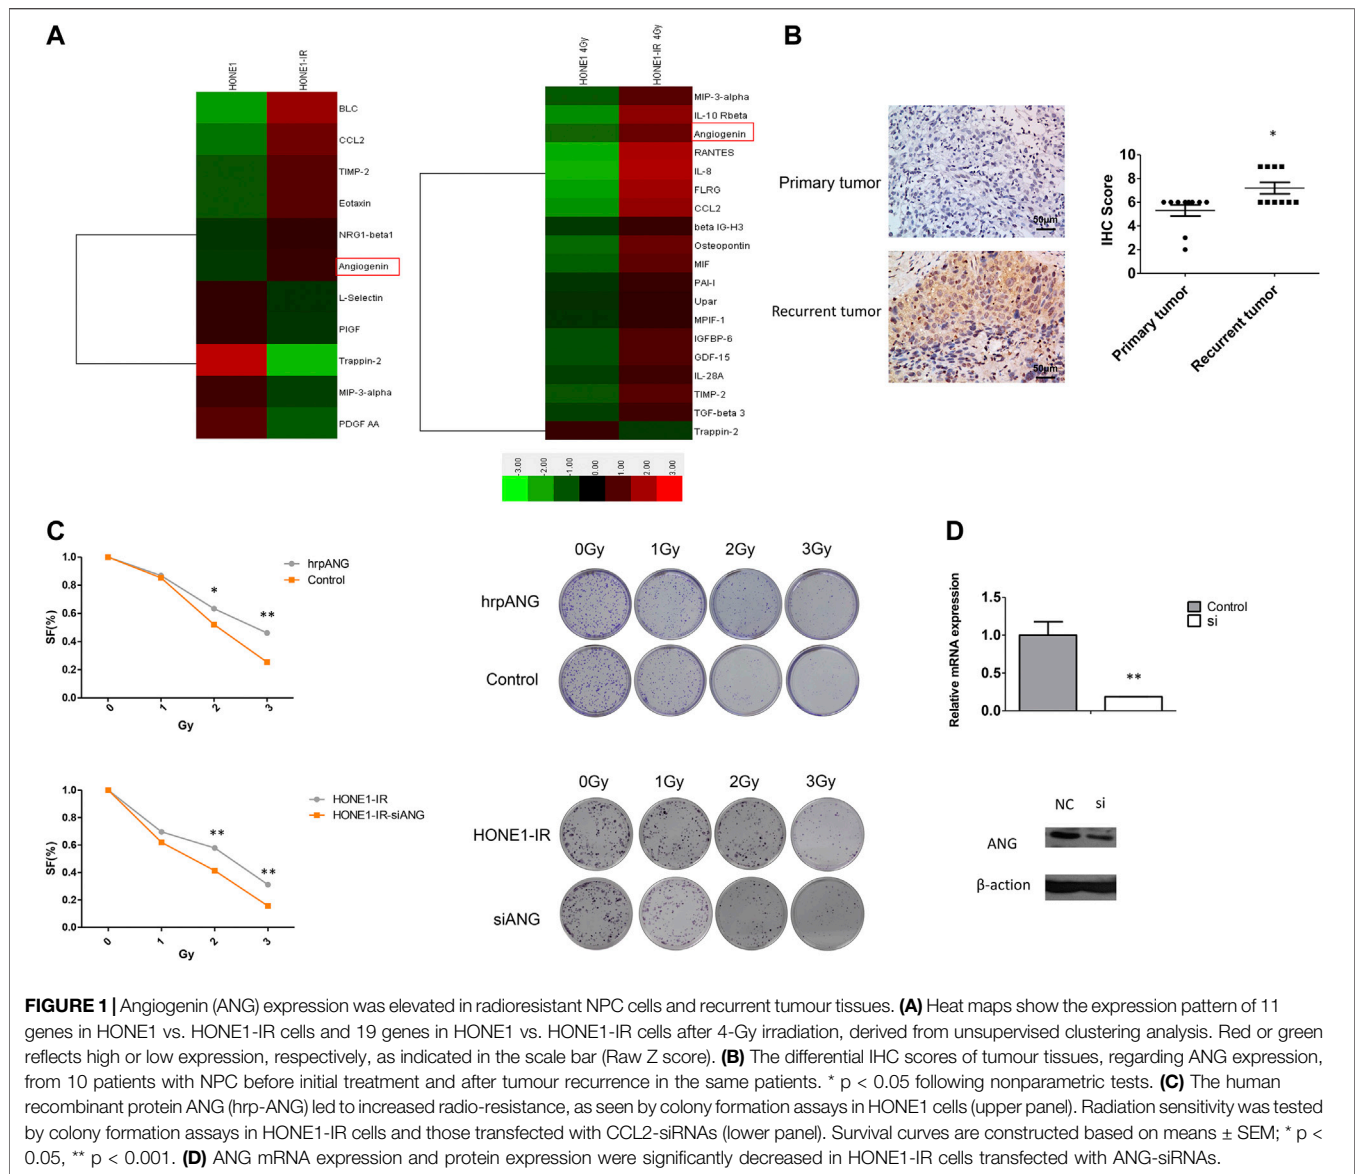 A
HONE1
HONE1-IR
BLC
CCL2
TIMP-2
Eotaxin
NRG1-beta1
Angiogenin
L-Selectin
PlGF
Trappin-2
MIP-3-alpha
PDGF AA
HONE1 4Gy
HONE1-IR 4Gy
MIP-3-alpha
IL-10 Rbeta
Angiogenin
RANTES
IL-8
FLRG
CCL2
beta IG-H3
Osteopontin
MIF
PAI-I
Upar
MPIF-1
IGFBP-6
GDF-15
IL-28A
TIMP-2
TGF-beta 3
Trappin-2
-3.00
-2.00
-1.00
0.00
1.00
2.00
3.00
B
Primary tumor
50μm
Recurrent tumor
50μm
*
10
8
6
4
2
0
IHC Score
Primary tumor
Recurrent tumor
C
1.0
0.8
0.6
0.4
0.2
0.0
SF(%)
0
1
2
3
Gy
hrpANG
Control
*
**
0Gy 1Gy 2Gy 3Gy
hrpANG
Control
1.0
0.8
0.6
0.4
0.2
0.0
SF(%)
0
1
2
3
Gy
HONE1-IR
HONE1-IR-siANG
**
**
0Gy 1Gy 2Gy 3Gy
HONE1-IR
siANG
D
1.5
1.0
0.5
0.0
Relative mRNA expression
Control
si
**
NC si
ANG
β-action
FIGURE 1 | Angiogenin (ANG) expression was elevated in radioresistant NPC cells and recurrent tumour tissues. (A) Heat maps show the expression pattern of 11
genes in HONE1 vs. HONE1-IR cells and 19 genes in HONE1 vs. HONE1-IR cells after 4-Gy irradiation, derived from unsupervised clustering analysis. Red or green
reflects high or low expression, respectively, as indicated in the scale bar (Raw Z score). (B) The differential IHC scores of tumour tissues, regarding ANG expression,
from 10 patients with NPC before initial treatment and after tumour recurrence in the same patients. * p < 0.05 following nonparametric tests. (C) The human
recombinant protein ANG (hrp-ANG) led to increased radio-resistance, as seen by colony formation assays in HONE1 cells (upper panel). Radiation sensitivity was tested
by colony formation assays in HONE1-IR cells and those transfected with CCL2-siRNAs (lower panel). Survival curves are constructed based on means ± SEM; * p <
0.05, ** p < 0.001. (D) ANG mRNA expression and protein expression were significantly decreased in HONE1-IR cells transfected with ANG-siRNAs.